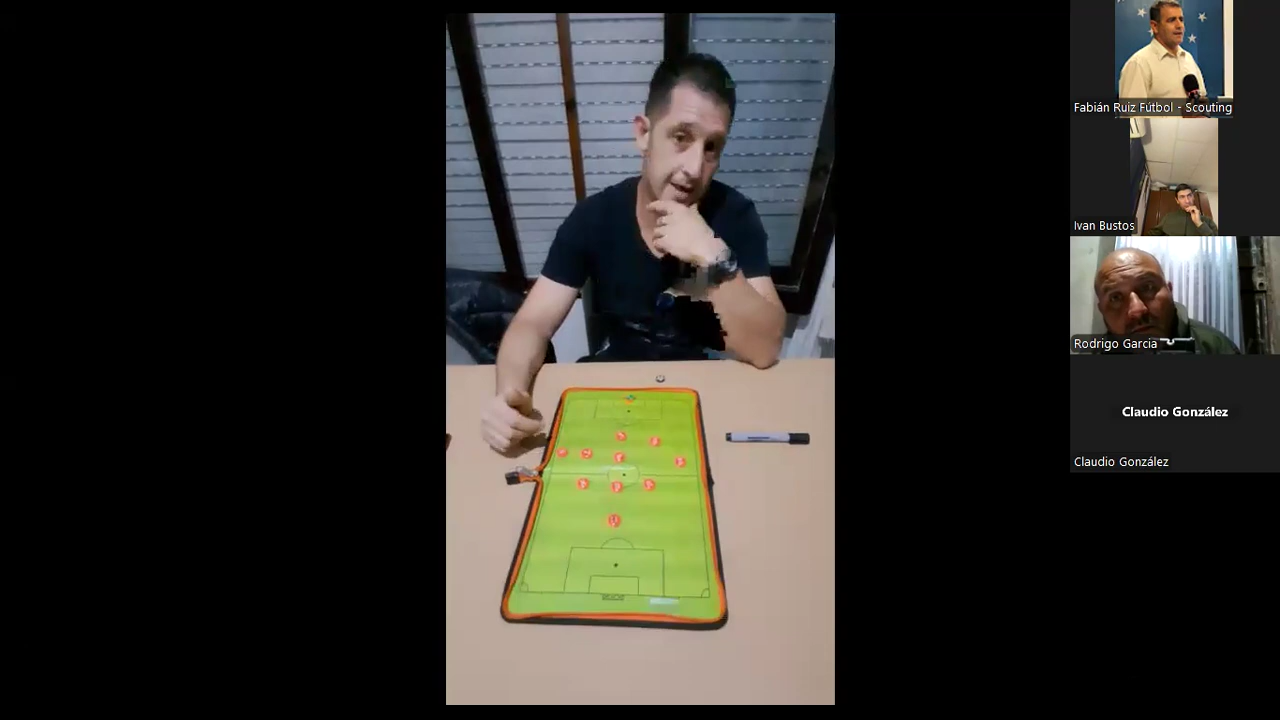 Fabián Ruiz Fútbol - Scouting
Ivan Bustos
Rodrigo Garcia
Claudio González
Claudio González